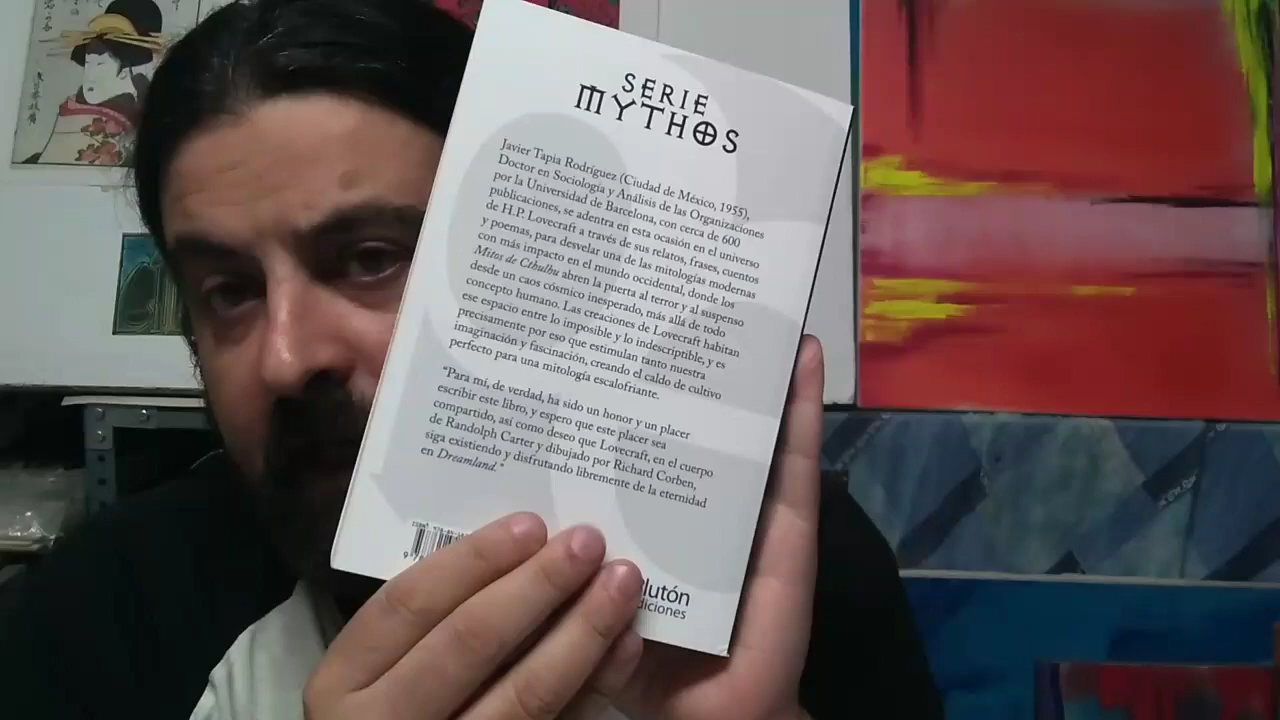 SERIE
MYTHOS
Javier Tapia Rodríguez (Ciudad de México, 1955),
Doctor en Sociología y Análisis de las Organizaciones
por la Universidad de Barcelona, con cerca de 600
publicaciones, se adentra en esta ocasión en el universo
de H.P. Lovecraft a través de sus relatos, frases, cuentos
y poemas, para desvelar una de las mitologías modernas
con más impacto en el mundo occidental, donde los
Mitos de Cthulhu abren la puerta al terror y al suspenso
desde un caos cósmico inesperado, más allá de todo
concepto humano. Las creaciones de Lovecraft habitan
ese espacio entre lo imposible y lo indescriptible, y es
precisamente por eso que estimulan tanto nuestra
imaginación y fascinación, creando el caldo de cultivo
perfecto para una mitología escalofriante.
“Para mí, de verdad, ha sido un honor y un placer
escribir este libro, y espero que este placer sea
compartido, así como deseo que Lovecraft, en el cuerpo
de Randolph Carter y dibujado por Richard Corben,
siga existiendo y disfrutando libremente de la eternidad
en Dreamland.”
lutón
diciones